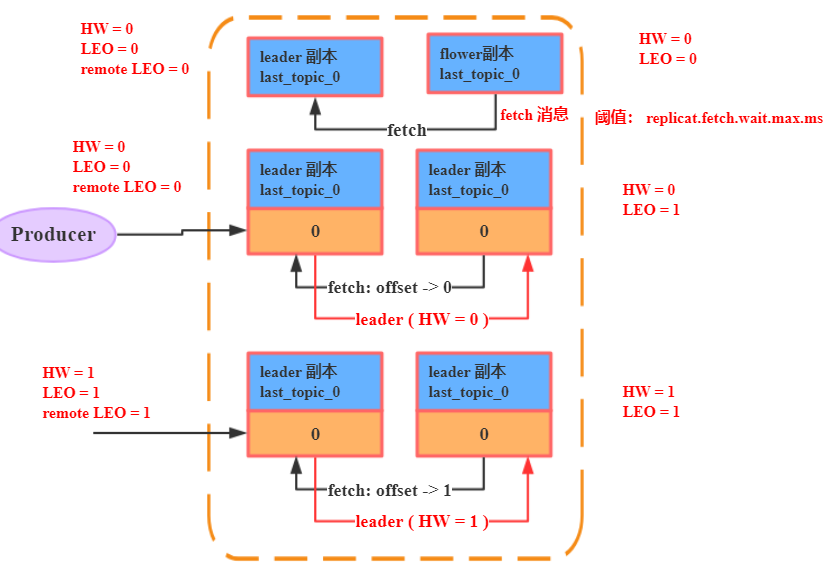 HW = 0
LEO = 0
remote LEO = 0
leader 副本
last_topic_0
flower副本
last_topic_0
HW = 0
LEO = 0
fetch
fetch 消息
阈值： replicat.fetch.wait.max.ms
HW = 0
LEO = 0
remote LEO = 0
leader 副本
last_topic_0
leader 副本
last_topic_0
HW = 0
LEO = 1
Producer
0
0
fetch: offset -> 0
leader ( HW = 0 )
HW = 1
LEO = 1
remote LEO = 1
leader 副本
last_topic_0
leader 副本
last_topic_0
HW = 1
LEO = 1
0
0
fetch: offset -> 1
leader ( HW = 1 )